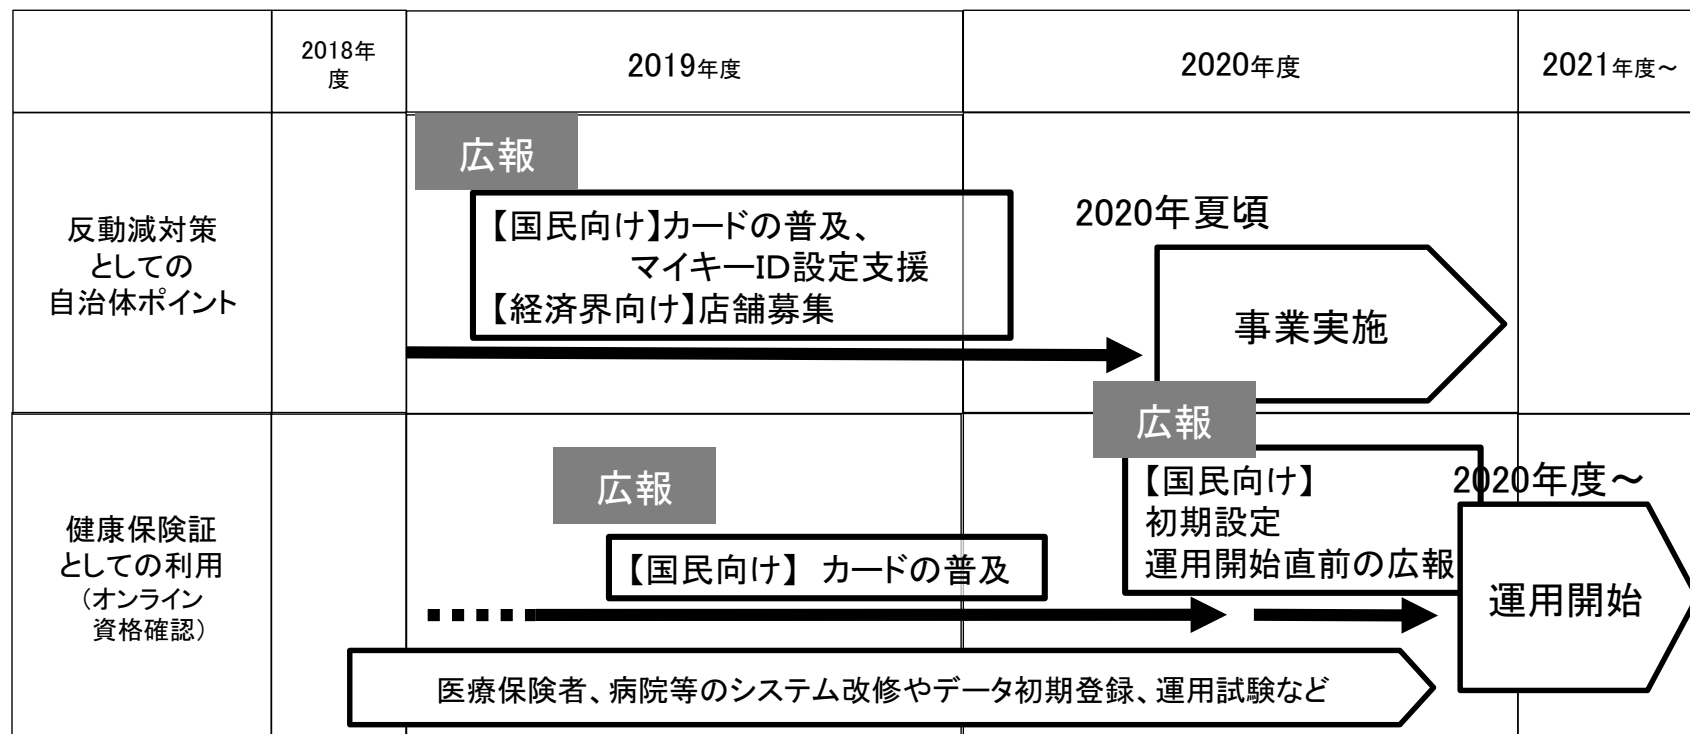 2018年
度
2019年度
2020年度
2021年度～
反動減対策
としての
自治体ポイント
広報
【国民向け】カードの普及、
マイキーID設定支援
【経済界向け】店舗募集
2020年夏頃
事業実施
健康保険証
としての利用
（オンライン
資格確認）
広報
【国民向け】 カードの普及
広報
【国民向け】
初期設定
運用開始直前の広報
2020年度～
運用開始
医療保険者、病院等のシステム改修やデータ初期登録、運用試験など